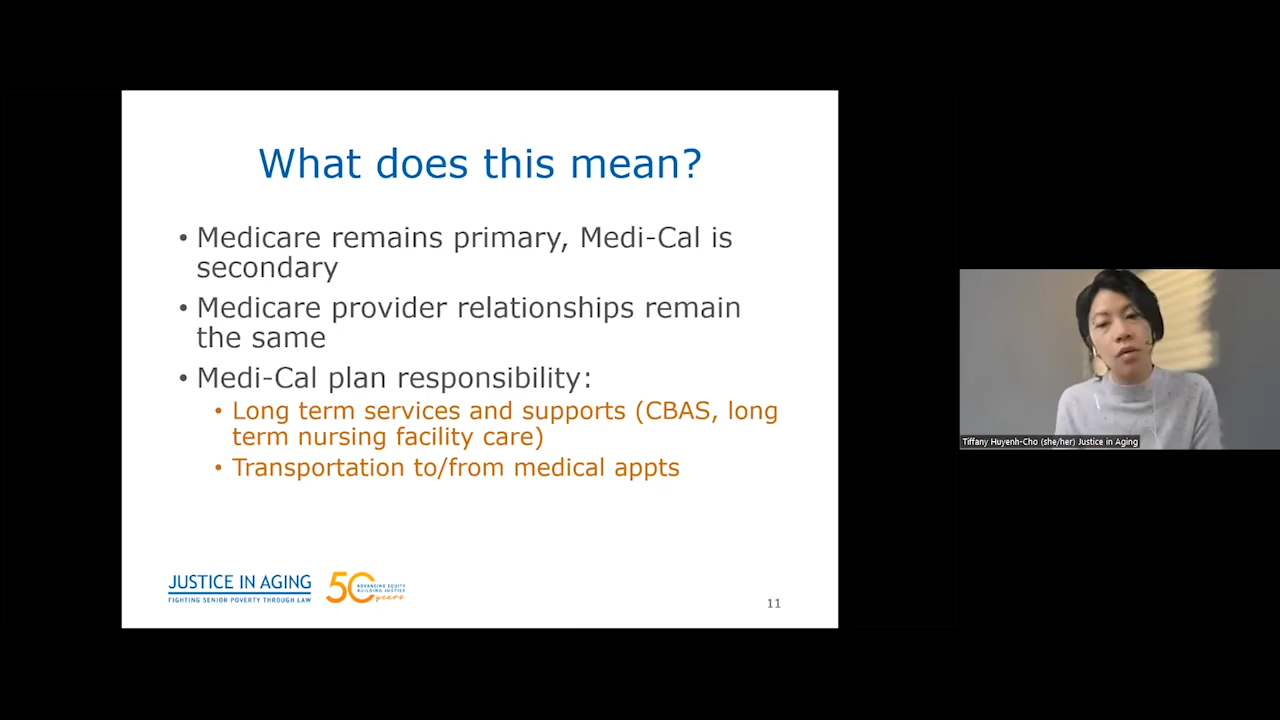 What does this mean?
• Medicare remains primary, Medi-Cal is
secondary
• Medicare provider relationships remain
the same
• Medi-Cal plan responsibility:
• Long term services and supports (CBAS, long
term nursing facility care)
• Transportation to/from medical appts
JUSTICE IN AGING
FIGHTING SENIOR POVERTY THROUGH LAW
50 years
ADVANCING EQUITY
BUILDING JUSTICE
11
Tiffany Huyenh-Cho (she/her) Justice in Aging